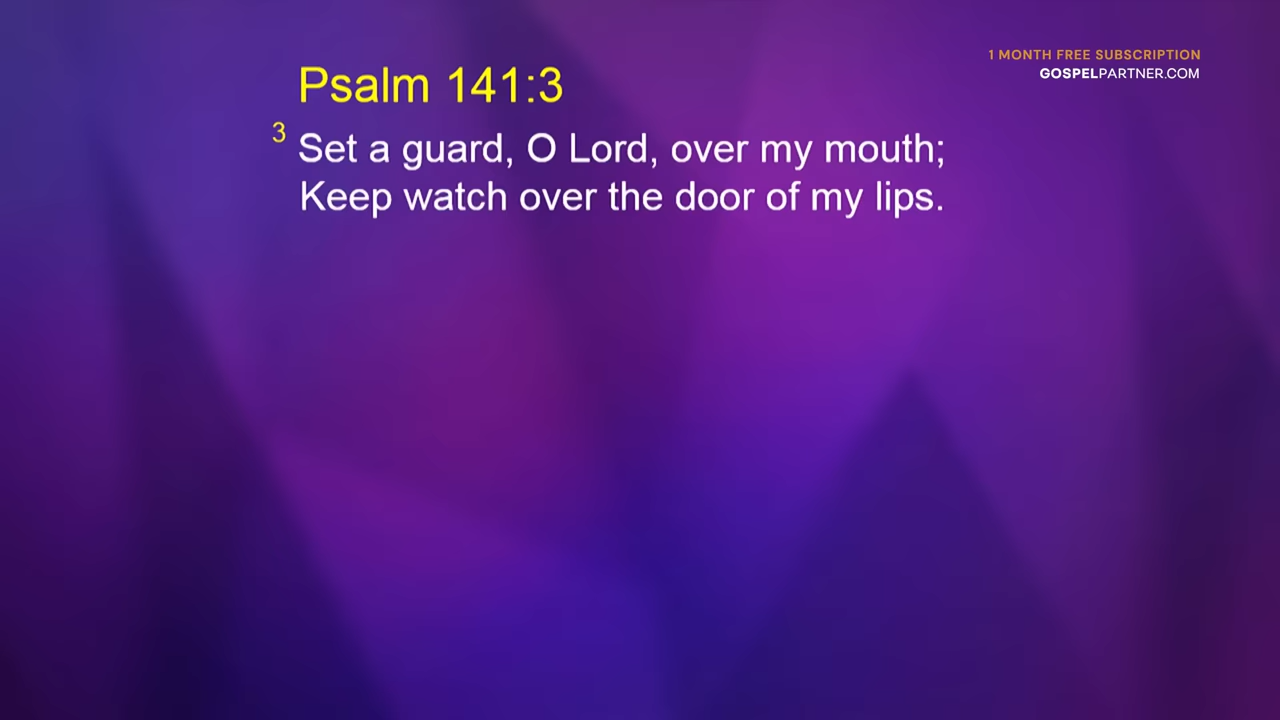 1 MONTH FREE SUBSCRIPTION
GOSPELPARTNER.COM
Psalm 141:3
3 Set a guard, O Lord, over my mouth;
Keep watch over the door of my lips.